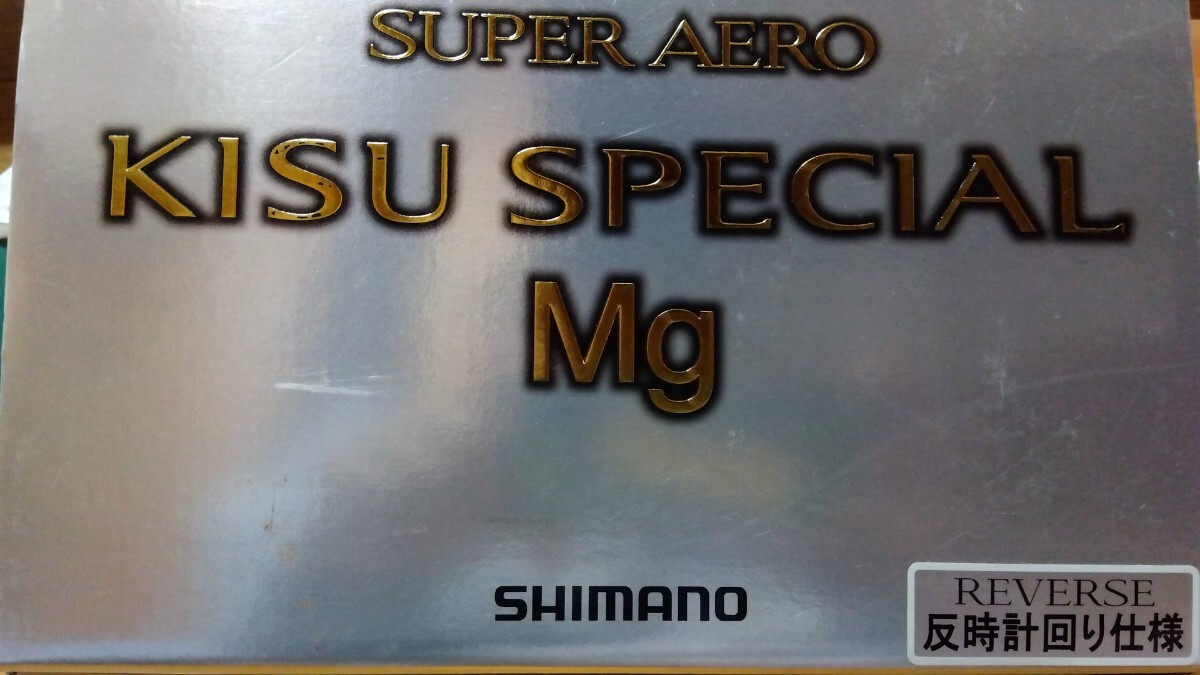 SUPER AERO
KISU SPECIAL
Mg
SHIMANO
REVERSE
反時計回り仕様